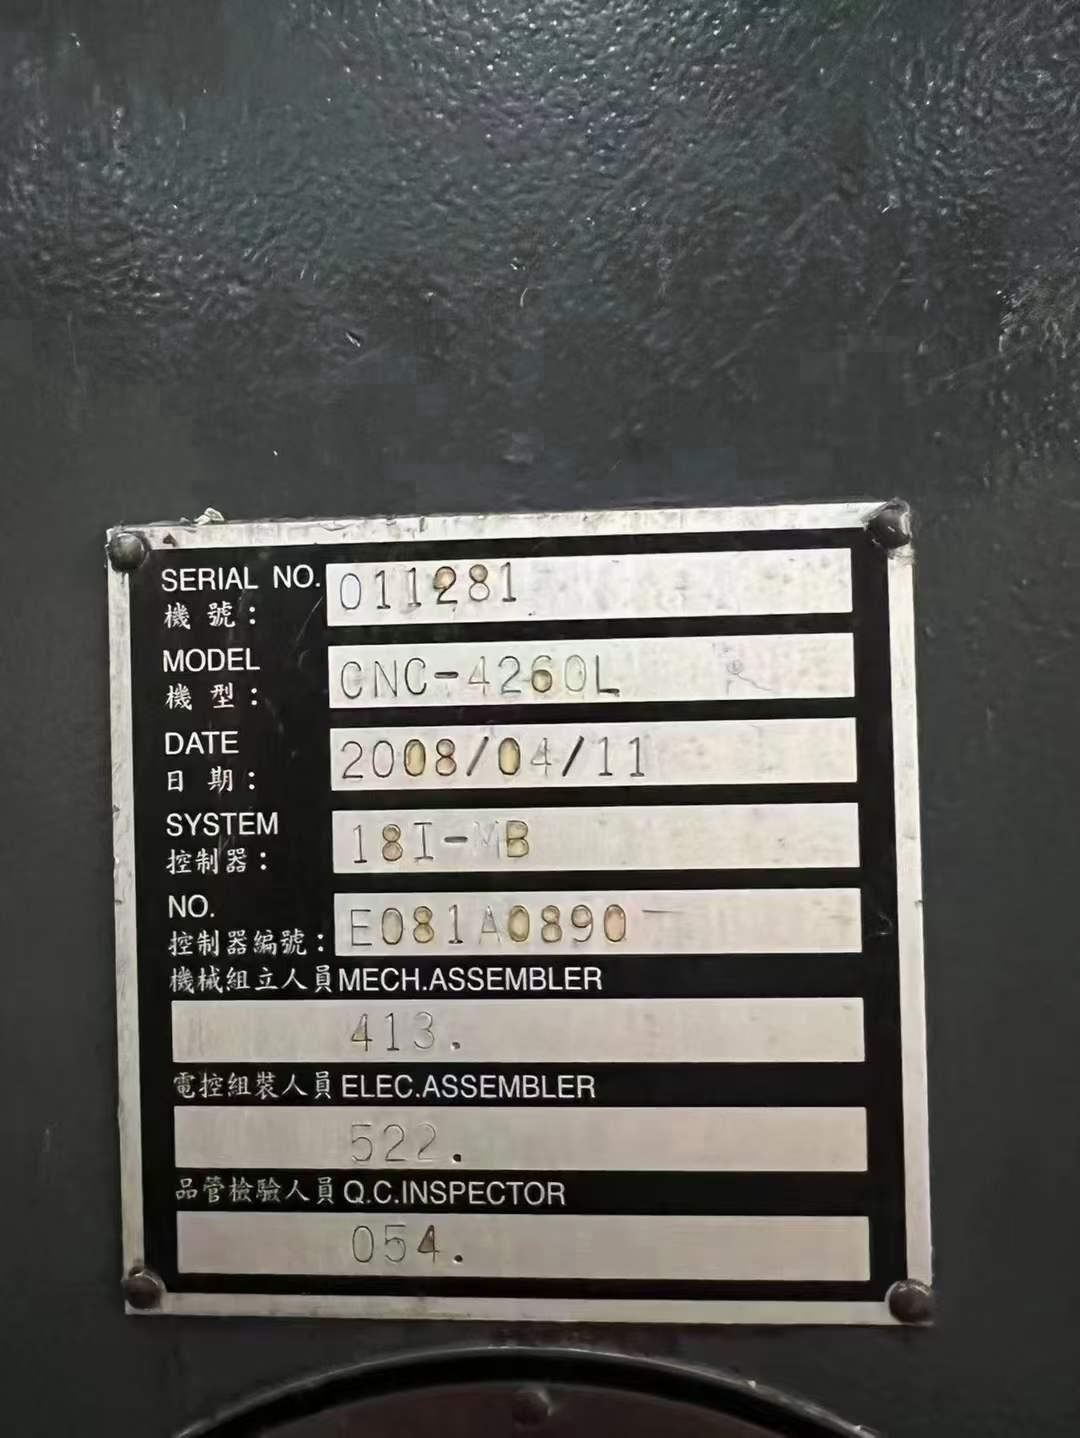 SERIAL NO. 011281
機 號：
MODEL CNC-4260L
機 型：
DATE 2008/04/11
日 期：
SYSTEM 18I-MB
控制器：
NO. E081A0890
控制器編號：
機械組立人員 MECH.ASSEMBLER
413.
電控組裝人員 ELEC.ASSEMBLER
522.
品管檢驗人員 Q.C.INSPECTOR
054.